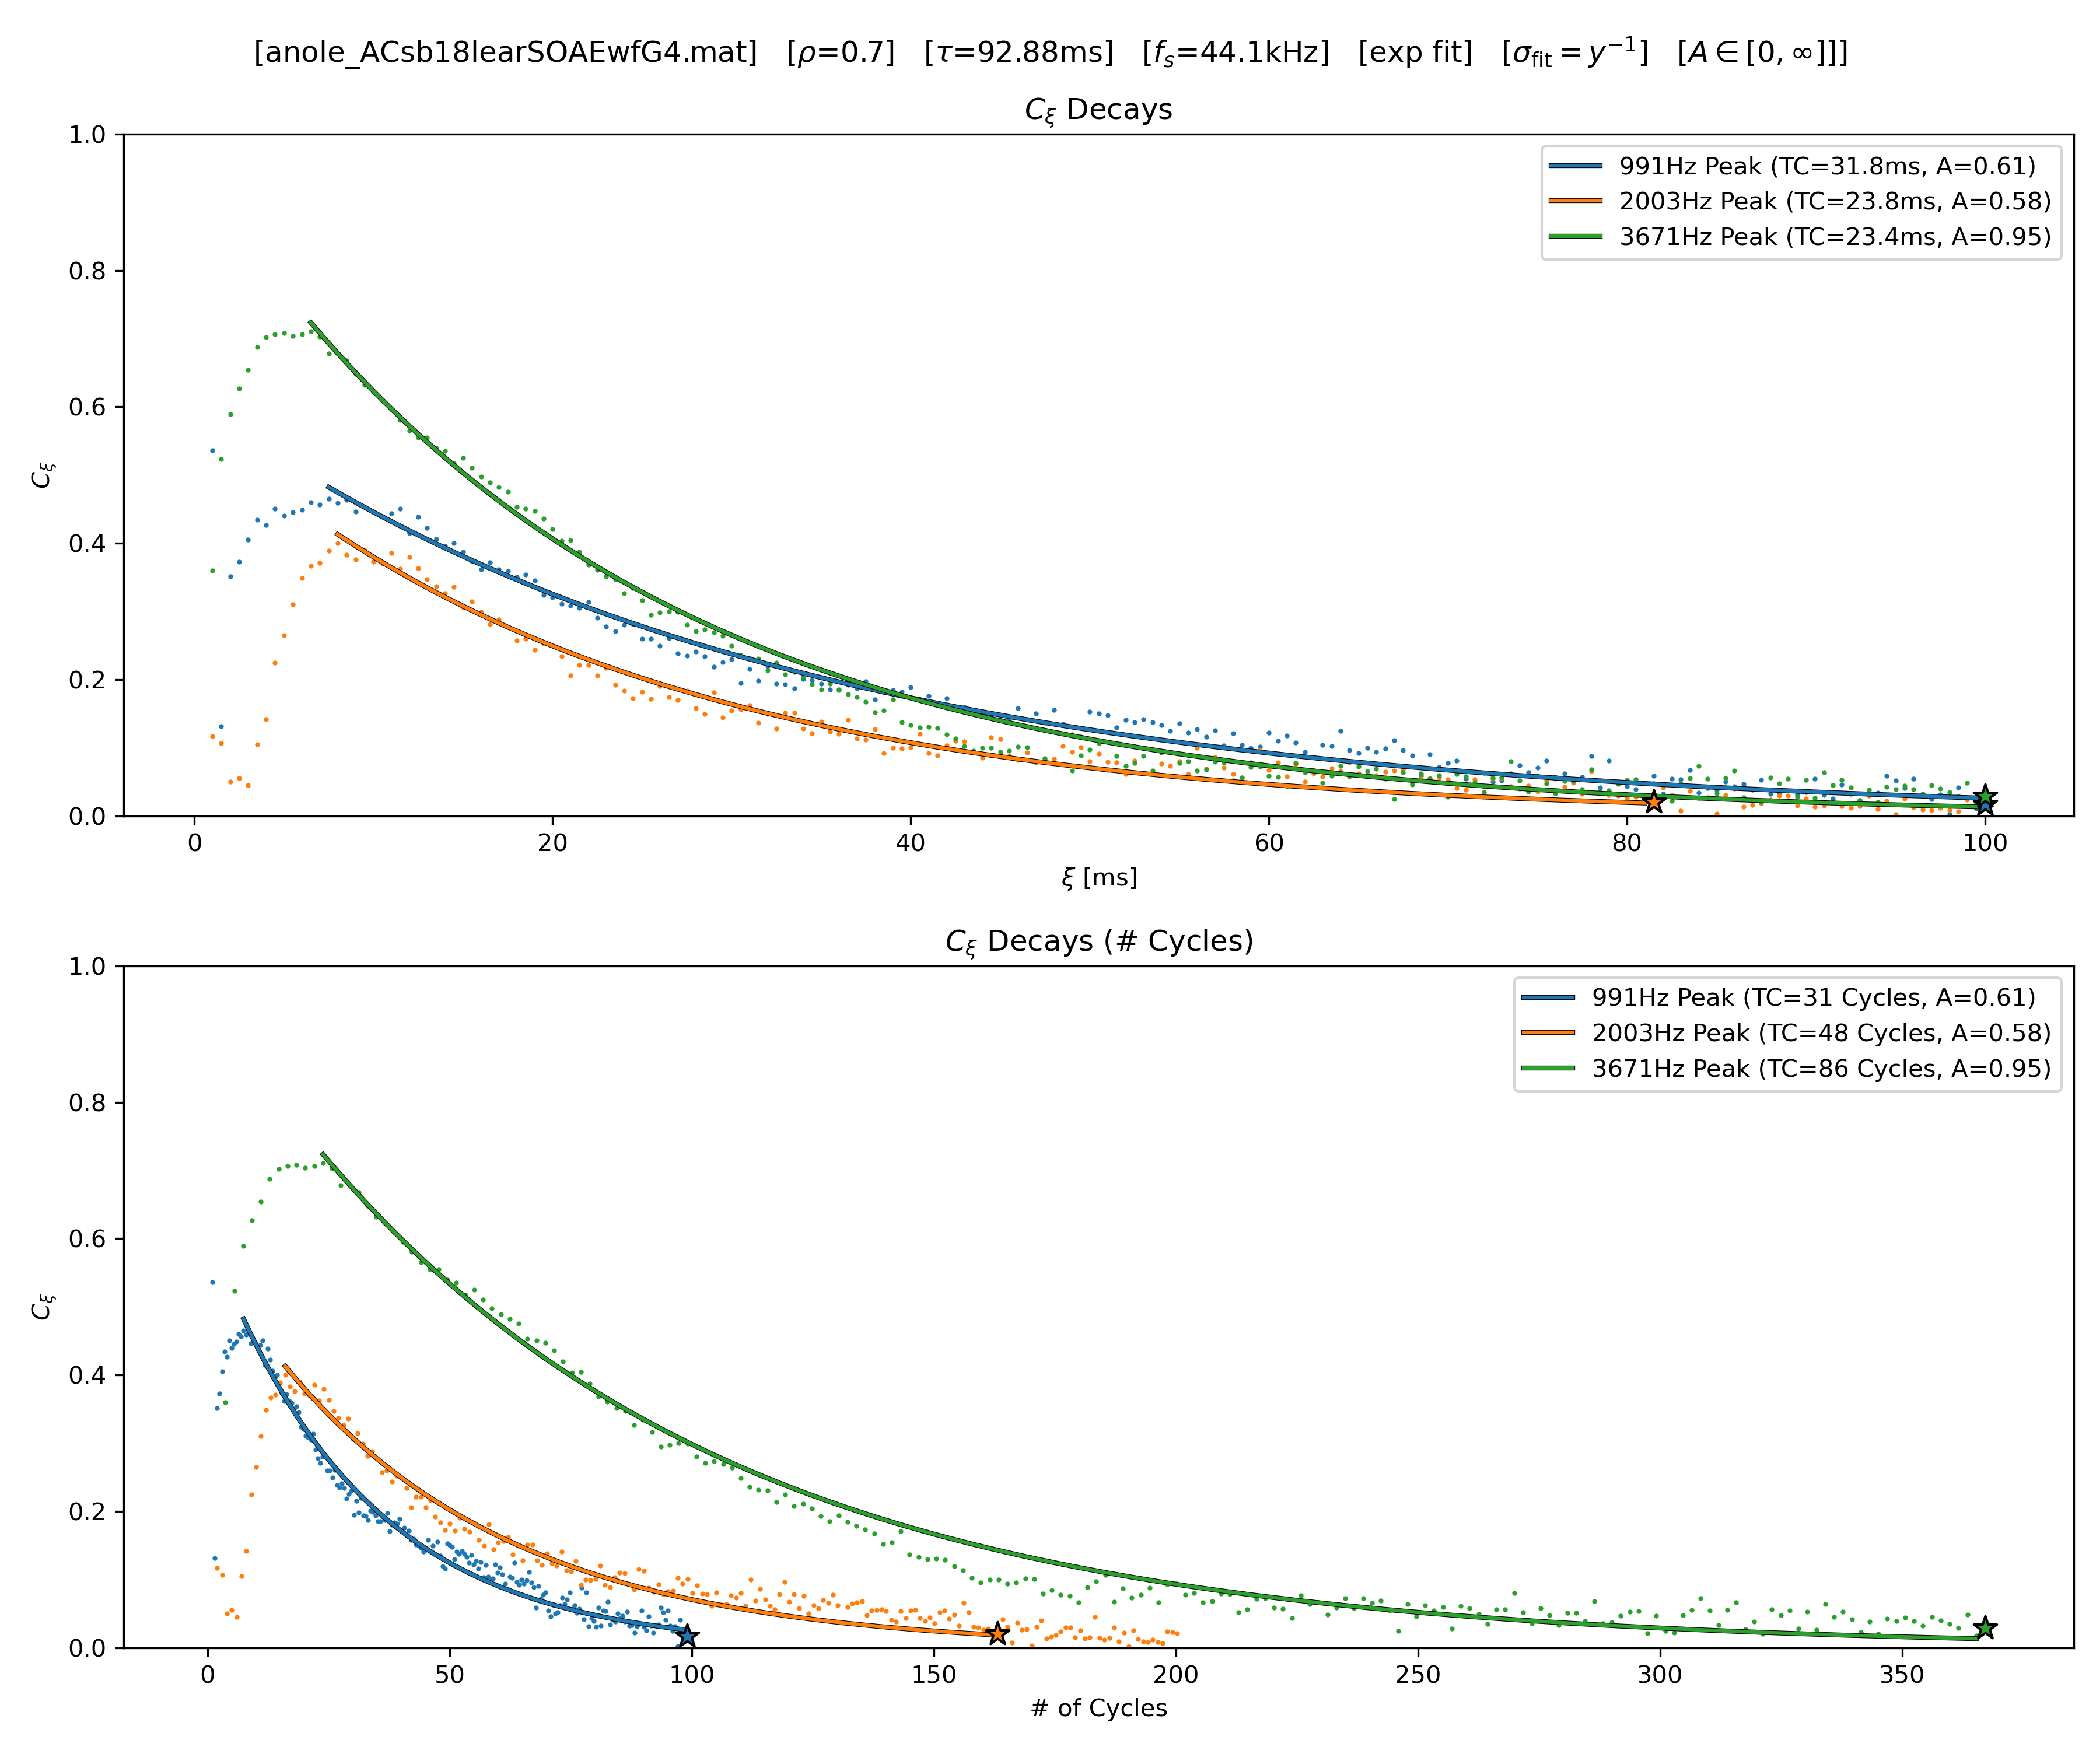 [anole_ACsb18learSOAEwfG4.mat] [ρ=0.7] [τ=92.88ms] [fₛ=44.1kHz] [exp fit] [σ_fit = y⁻¹] [A ∈ [0, ∞]]]
C_ξ Decays
1.0
0.8
0.6
0.4
0.2
0.0
C_ξ
991Hz Peak (TC=31.8ms, A=0.61)
2003Hz Peak (TC=23.8ms, A=0.58)
3671Hz Peak (TC=23.4ms, A=0.95)
0 20 40 60 80 100
ξ [ms]
C_ξ Decays (# Cycles)
1.0
0.8
0.6
0.4
0.2
0.0
C_ξ
991Hz Peak (TC=31 Cycles, A=0.61)
2003Hz Peak (TC=48 Cycles, A=0.58)
3671Hz Peak (TC=86 Cycles, A=0.95)
0 50 100 150 200 250 300 350
# of Cycles